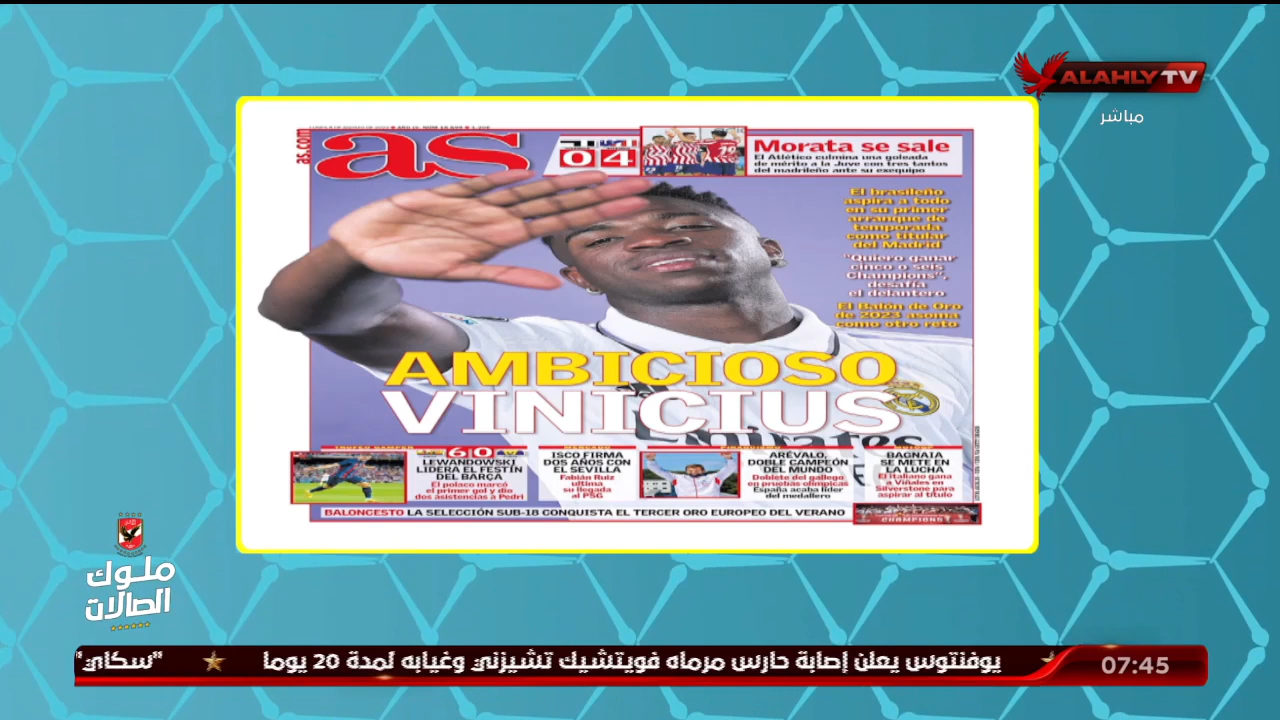 ALAHLY TV
مباشر
as.com
as
0 4
Morata se sale
El Atlético culmina una goleada
de mérito a la Juve con tres tantos
del madrileño ante su exequipo
El brasileño
aspira a todo
en su primer
arranque de
temporada
como titular
del Madrid
"Quiero ganar
cinco o seis
Champions",
desafía
el delantero
El Balón de Oro
de 2023 asoma
como otro reto
AMBICIOSO
VINICIUS
Emirates
TROFEO GAMPER
6 0
LEWANDOWSKI
LIDERA EL FESTÍN
DEL BARÇA
El polaco marcó
el primer gol y dio
dos asistencias a Pedri
MERCADO
ISCO FIRMA
DOS AÑOS CON
EL SEVILLA
Fabián Ruiz
ultima
su llegada
al PSG
PIRAGÜISMO
ARÉVALO,
DOBLE CAMPEÓN
DEL MUNDO
Doblete del gallego
en pruebas olímpicas
España acaba líder
del medallero
BAGNAIA
SE METE EN
LA LUCHA
El italiano gana
a Viñales en
Silverstone para
aspirar al título
BALONCESTO LA SELECCIÓN SUB-18 CONQUISTA EL TERCER ORO EUROPEO DEL VERANO
CHAMPIONS
ملوك
الصالات
يوفنتوس يعلن إصابة حارس مرماه فويتشيك تشيزني وغيابه لمدة 20 يوما
"سكاي"
07:45